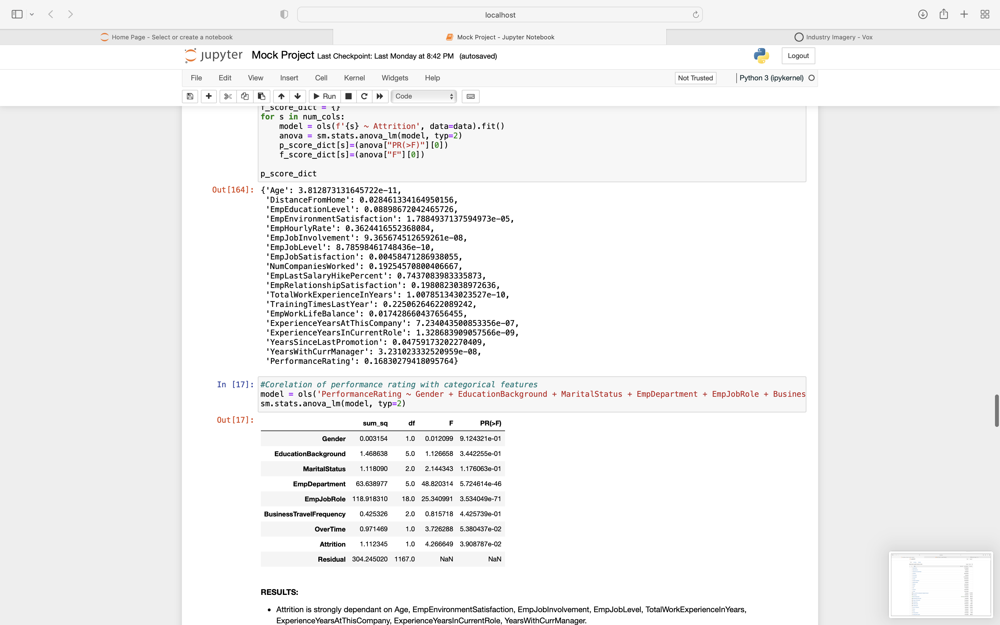 localhost
Home Page - Select or create a notebook
Mock Project - Jupyter Notebook
Industry Imagery - Vox
jupyter Mock Project Last Checkpoint: Last Monday at 8:42 PM (autosaved)
Logout
File Edit View Insert Cell Kernel Widgets Help
Not Trusted
Python 3 (ipykernel)
Run
Code
f_score_dict = {}
for s in num_cols:
    model = ols(f'{s} ~ Attrition', data=data).fit()
    anova = sm.stats.anova_lm(model, typ=2)
    p_score_dict[s]=(anova["PR(>F)"][0])
    f_score_dict[s]=(anova["F"][0])
p_score_dict
Out[164]: {'Age': 3.812873131645722e-11,
'DistanceFromHome': 0.028461334164950156,
'EmpEducationLevel': 0.08898672042465726,
'EmpEnvironmentSatisfaction': 1.7884937137594973e-05,
'EmpHourlyRate': 0.3624416552368084,
'EmpJobInvolvement': 9.365674512659261e-08,
'EmpJobLevel': 8.78598461748436e-10,
'EmpJobSatisfaction': 0.00458471286938055,
'NumCompaniesWorked': 0.19254570800406667,
'EmpLastSalaryHikePercent': 0.7437083983335873,
'EmpRelationshipSatisfaction': 0.1980823038972636,
'TotalWorkExperienceInYears': 1.007851343023527e-10,
'TrainingTimesLastYear': 0.22506264622089242,
'EmpWorkLifeBalance': 0.017428660437656455,
'ExperienceYearsAtThisCompany': 7.234043500853356e-07,
'ExperienceYearsInCurrentRole': 1.328683909057566e-09,
'YearsSinceLastPromotion': 0.04759173202270409,
'YearsWithCurrManager': 3.231023332520959e-08,
'PerformanceRating': 0.16830279418095764}
In [17]: #Corelation of performance rating with categorical features
model = ols('PerformanceRating ~ Gender + EducationBackground + MaritalStatus + EmpDepartment + EmpJobRole + Busines
sm.stats.anova_lm(model, typ=2)
Out[17]:
sum_sq df F PR(>F)
Gender 0.003154 1.0 0.012099 9.124321e-01
EducationBackground 1.468638 5.0 1.126658 3.442255e-01
MaritalStatus 1.118090 2.0 2.144343 1.176063e-01
EmpDepartment 63.638977 5.0 48.820314 5.724614e-46
EmpJobRole 118.918310 18.0 25.340991 3.534049e-71
BusinessTravelFrequency 0.425326 2.0 0.815718 4.425739e-01
OverTime 0.971469 1.0 3.726288 5.380437e-02
Attrition 1.112345 1.0 4.266649 3.908787e-02
Residual 304.245020 1167.0 NaN NaN
RESULTS:
• Attrition is strongly dependant on Age, EmpEnvironmentSatisfaction, EmpJobInvolvement, EmpJobLevel, TotalWorkExperienceInYears,
ExperienceYearsAtThisCompany, ExperienceYearsInCurrentRole, YearsWithCurrManager.